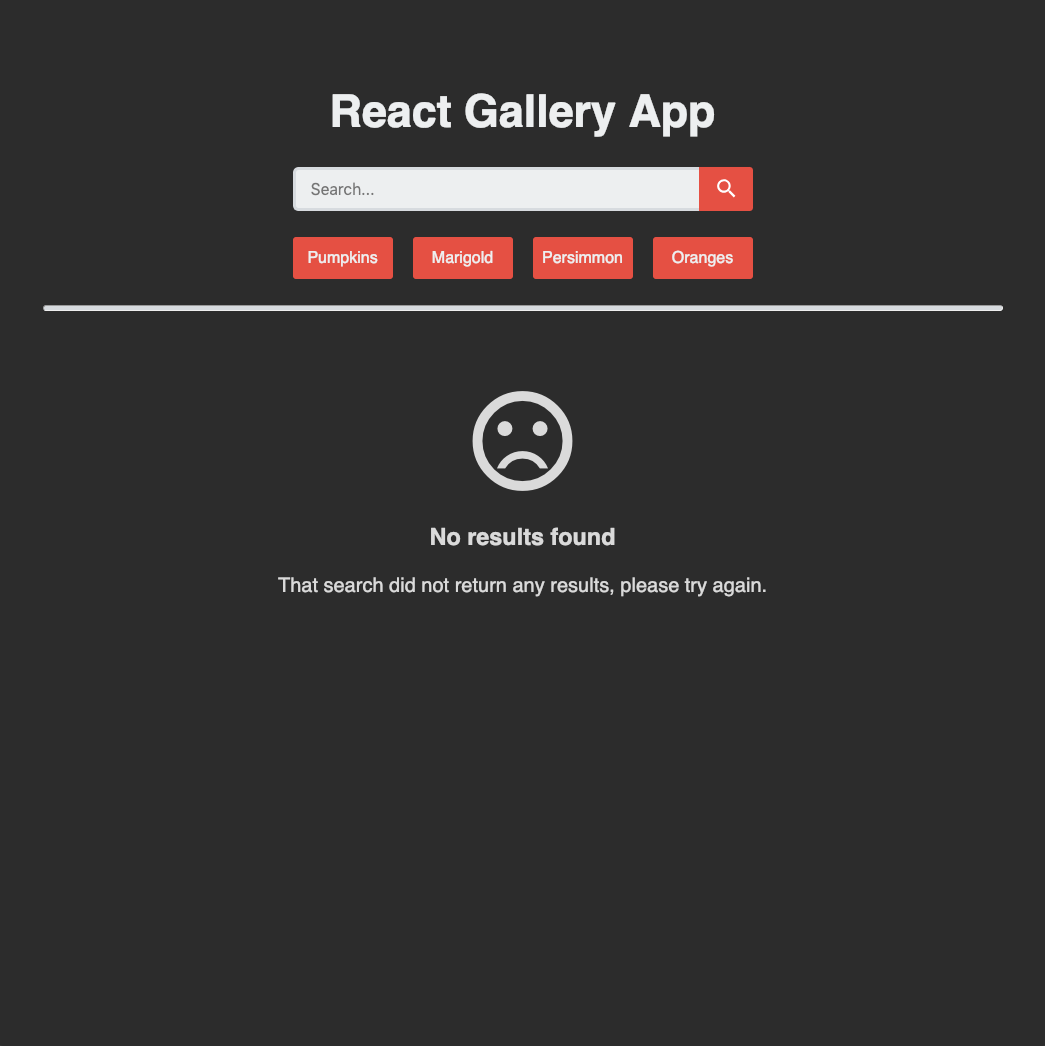 React Gallery App
Search...
Pumpkins Marigold Persimmon Oranges
No results found
That search did not return any results, please try again.